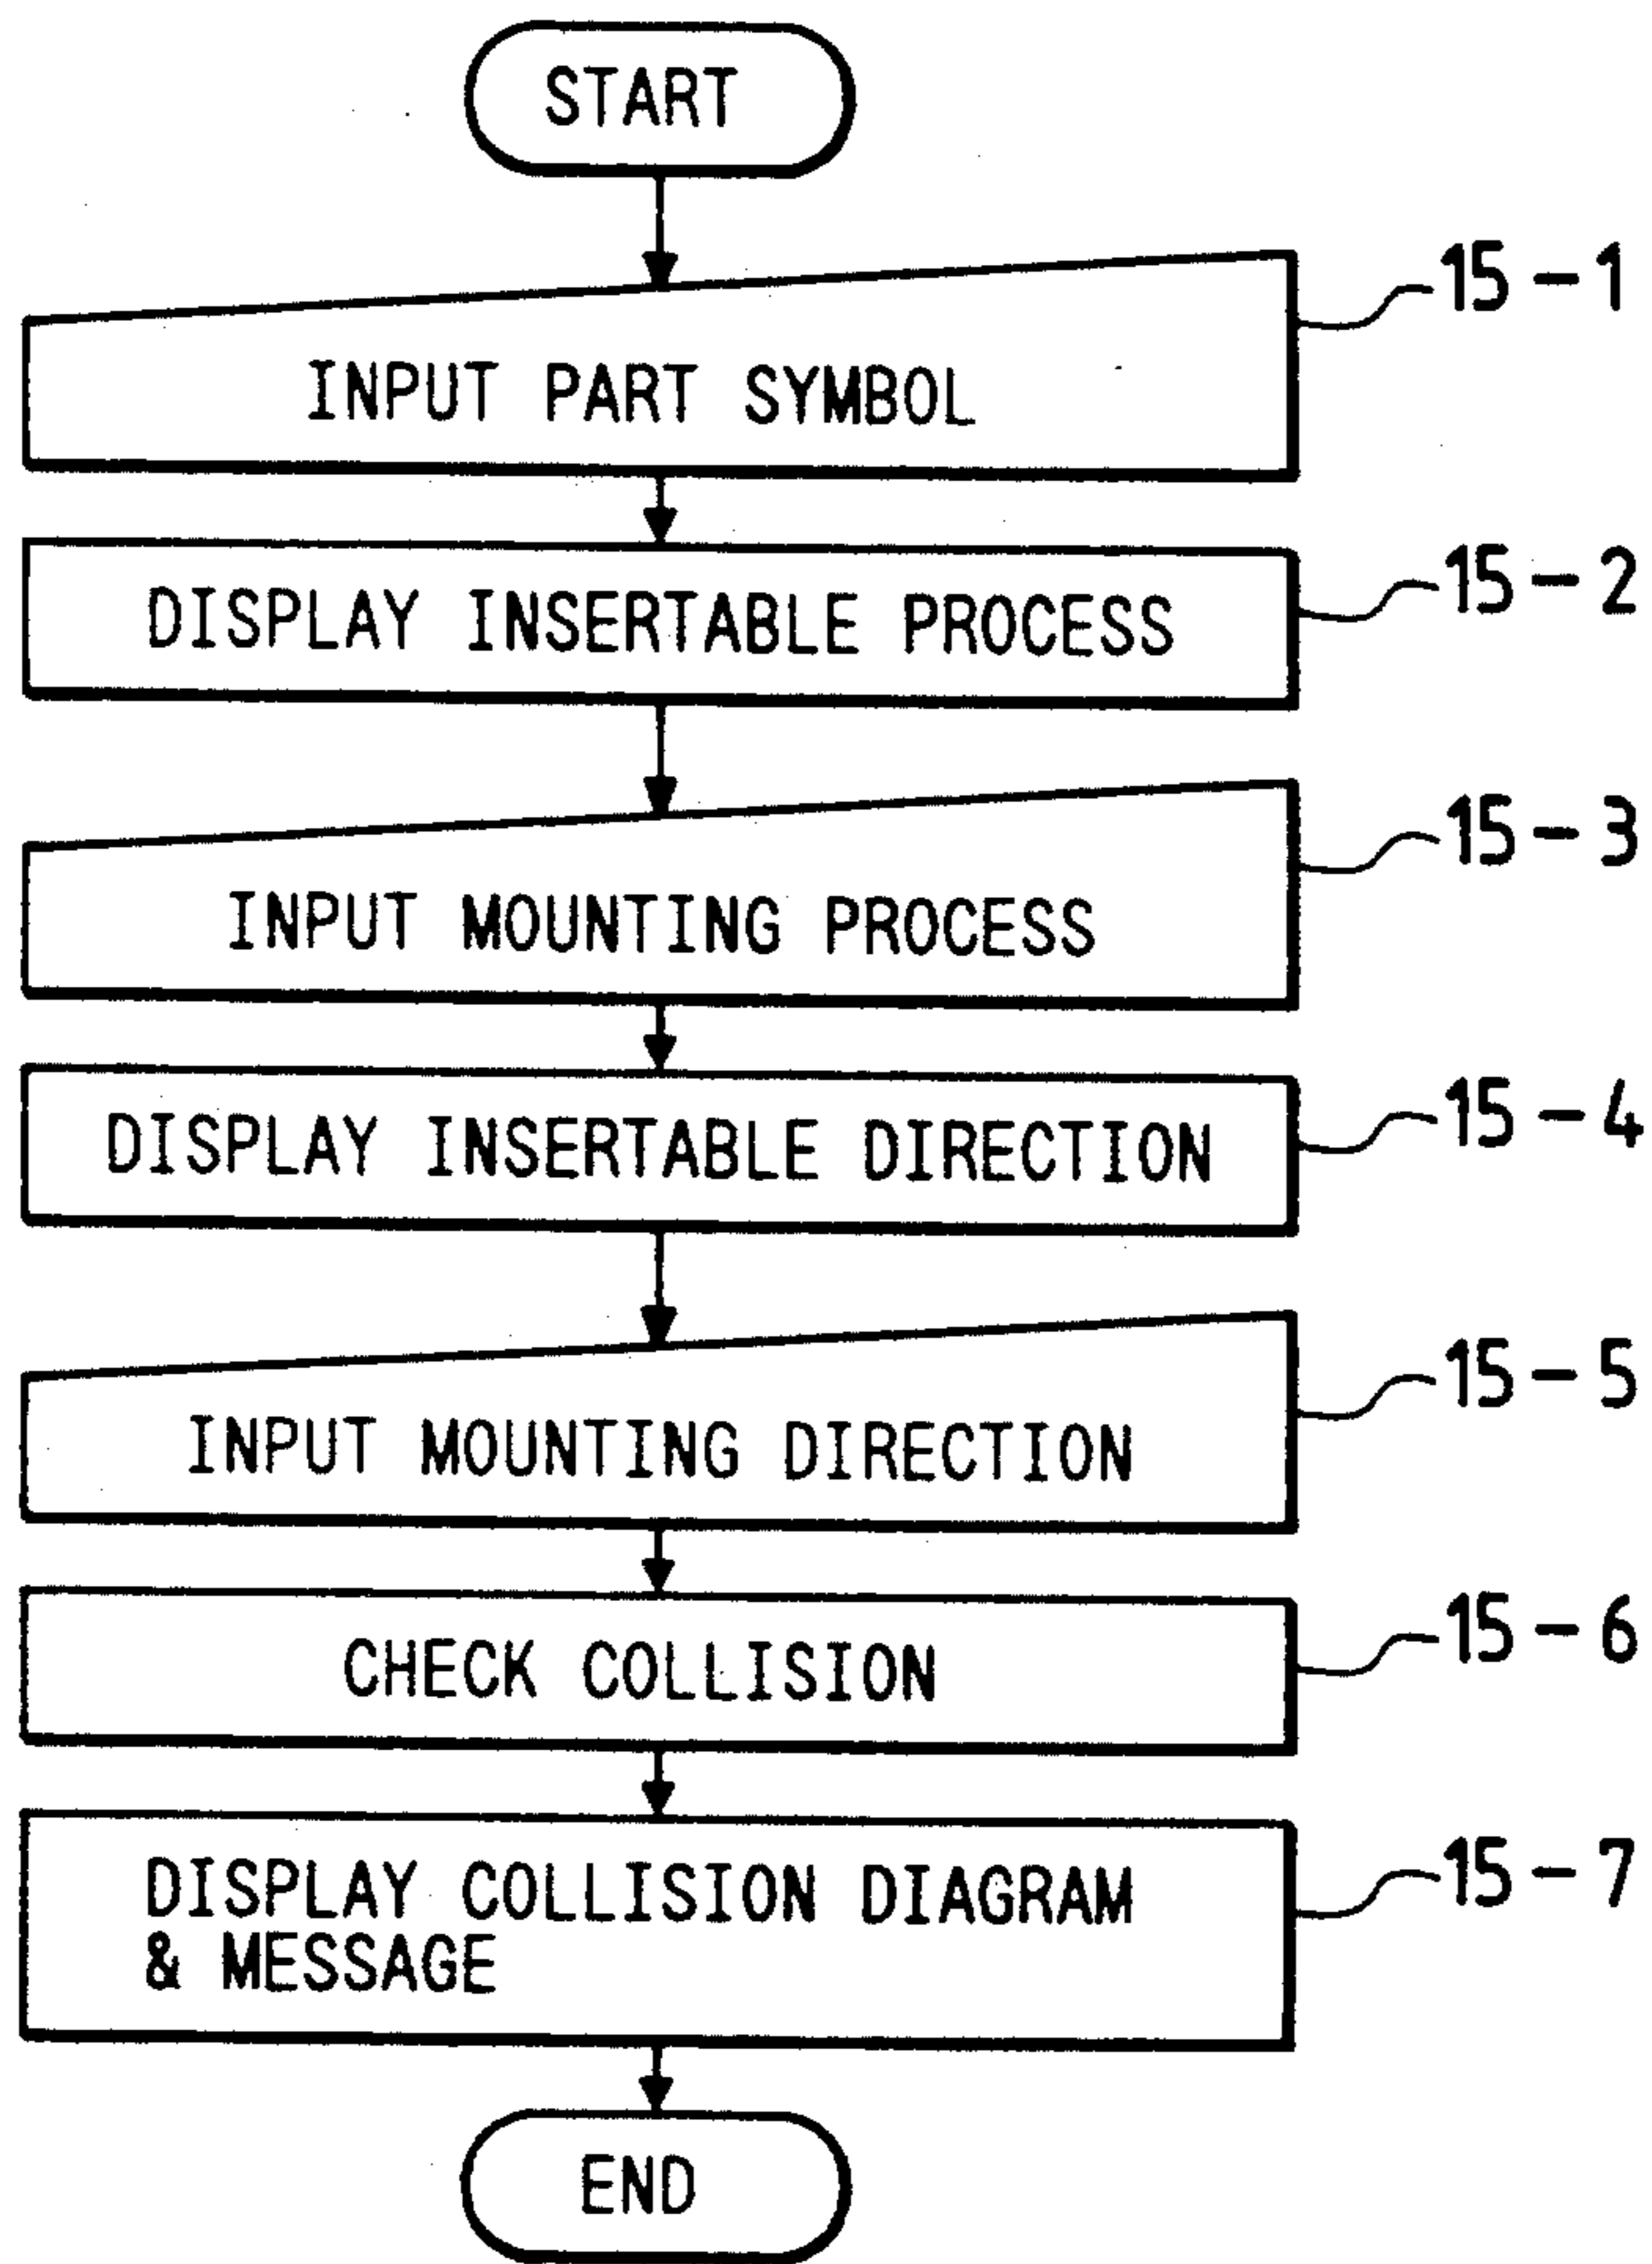 START
15-1
INPUT PART SYMBOL
15-2
DISPLAY INSERTABLE PROCESS
15-3
INPUT MOUNTING PROCESS
15-4
DISPLAY INSERTABLE DIRECTION
15-5
INPUT MOUNTING DIRECTION
15-6
CHECK COLLISION
15-7
DISPLAY COLLISION DIAGRAM
& MESSAGE
END